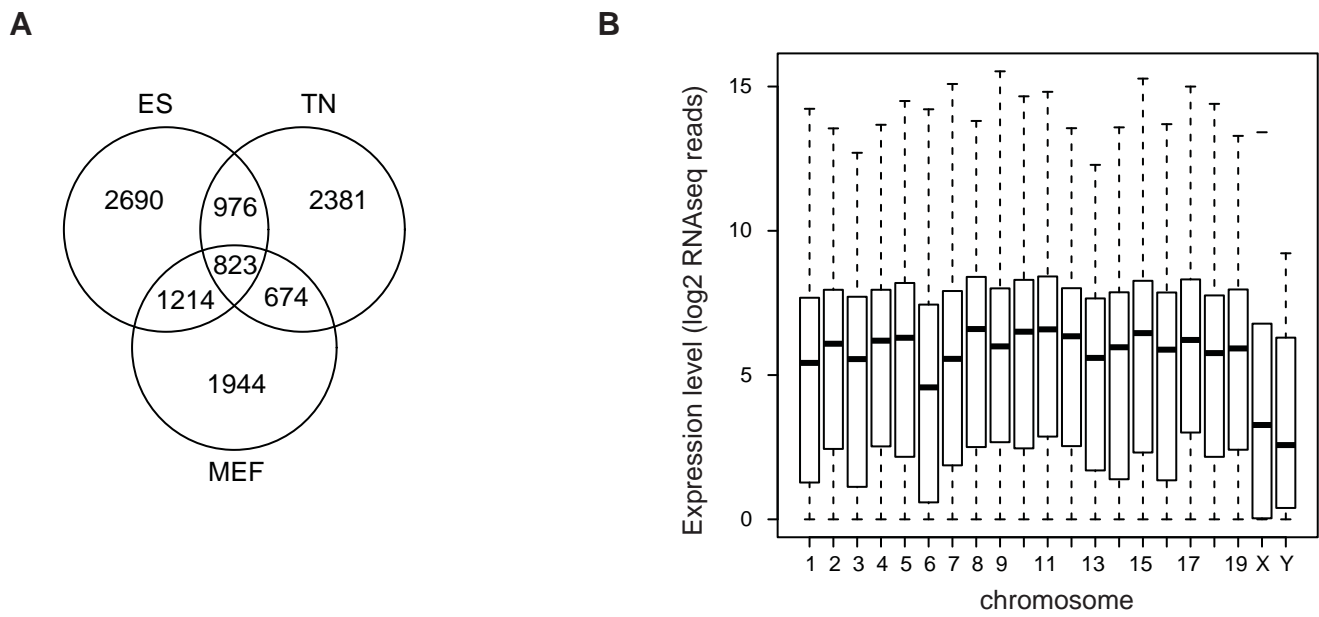 A
ES TN
2690 976 2381
823
1214 674
1944
MEF
B
Expression level (log2 RNAseq reads)
15
10
5
0
1 2 3 4 5 6 7 8 9 11 13 15 17 19 X Y
chromosome